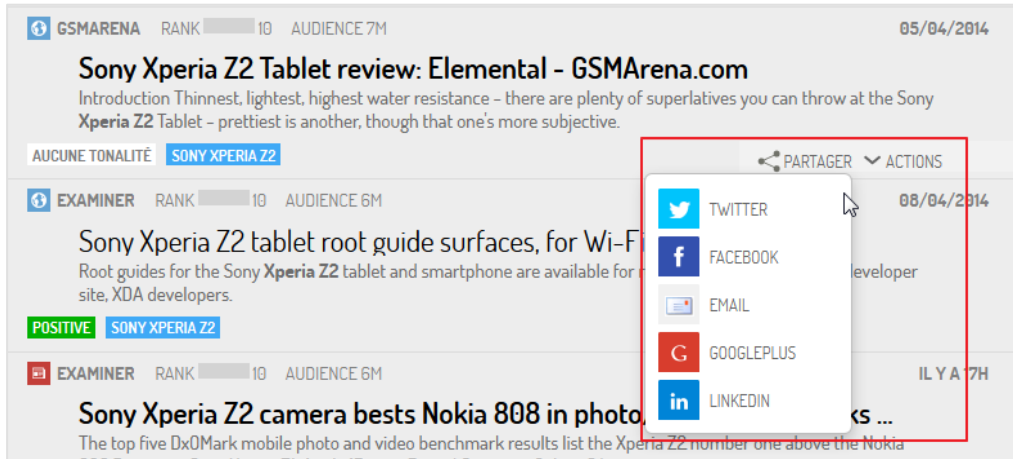 GSMARENA RANK 10 AUDIENCE 7M 05/04/2014
Sony Xperia Z2 Tablet review: Elemental - GSMArena.com
Introduction Thinnest, lightest, highest water resistance – there are plenty of superlatives you can throw at the Sony
Xperia Z2 Tablet – prettiest is another, though that one's more subjective.
AUCUNE TONALITÉ SONY XPERIA Z2
PARTAGER ACTIONS
EXAMINER RANK 10 AUDIENCE 6M 08/04/2014
Sony Xperia Z2 tablet root guide surfaces, for Wi-F
Root guides for the Sony Xperia Z2 tablet and smartphone are available for developer
site, XDA developers.
POSITIVE SONY XPERIA Z2
TWITTER
FACEBOOK
EMAIL
GOOGLEPLUS
LINKEDIN
EXAMINER RANK 10 AUDIENCE 6M IL Y A 17H
Sony Xperia Z2 camera bests Nokia 808 in photo ks ...
The top five DxOMark mobile photo and video benchmark results list the Xperia Z2 number one above the Nokia